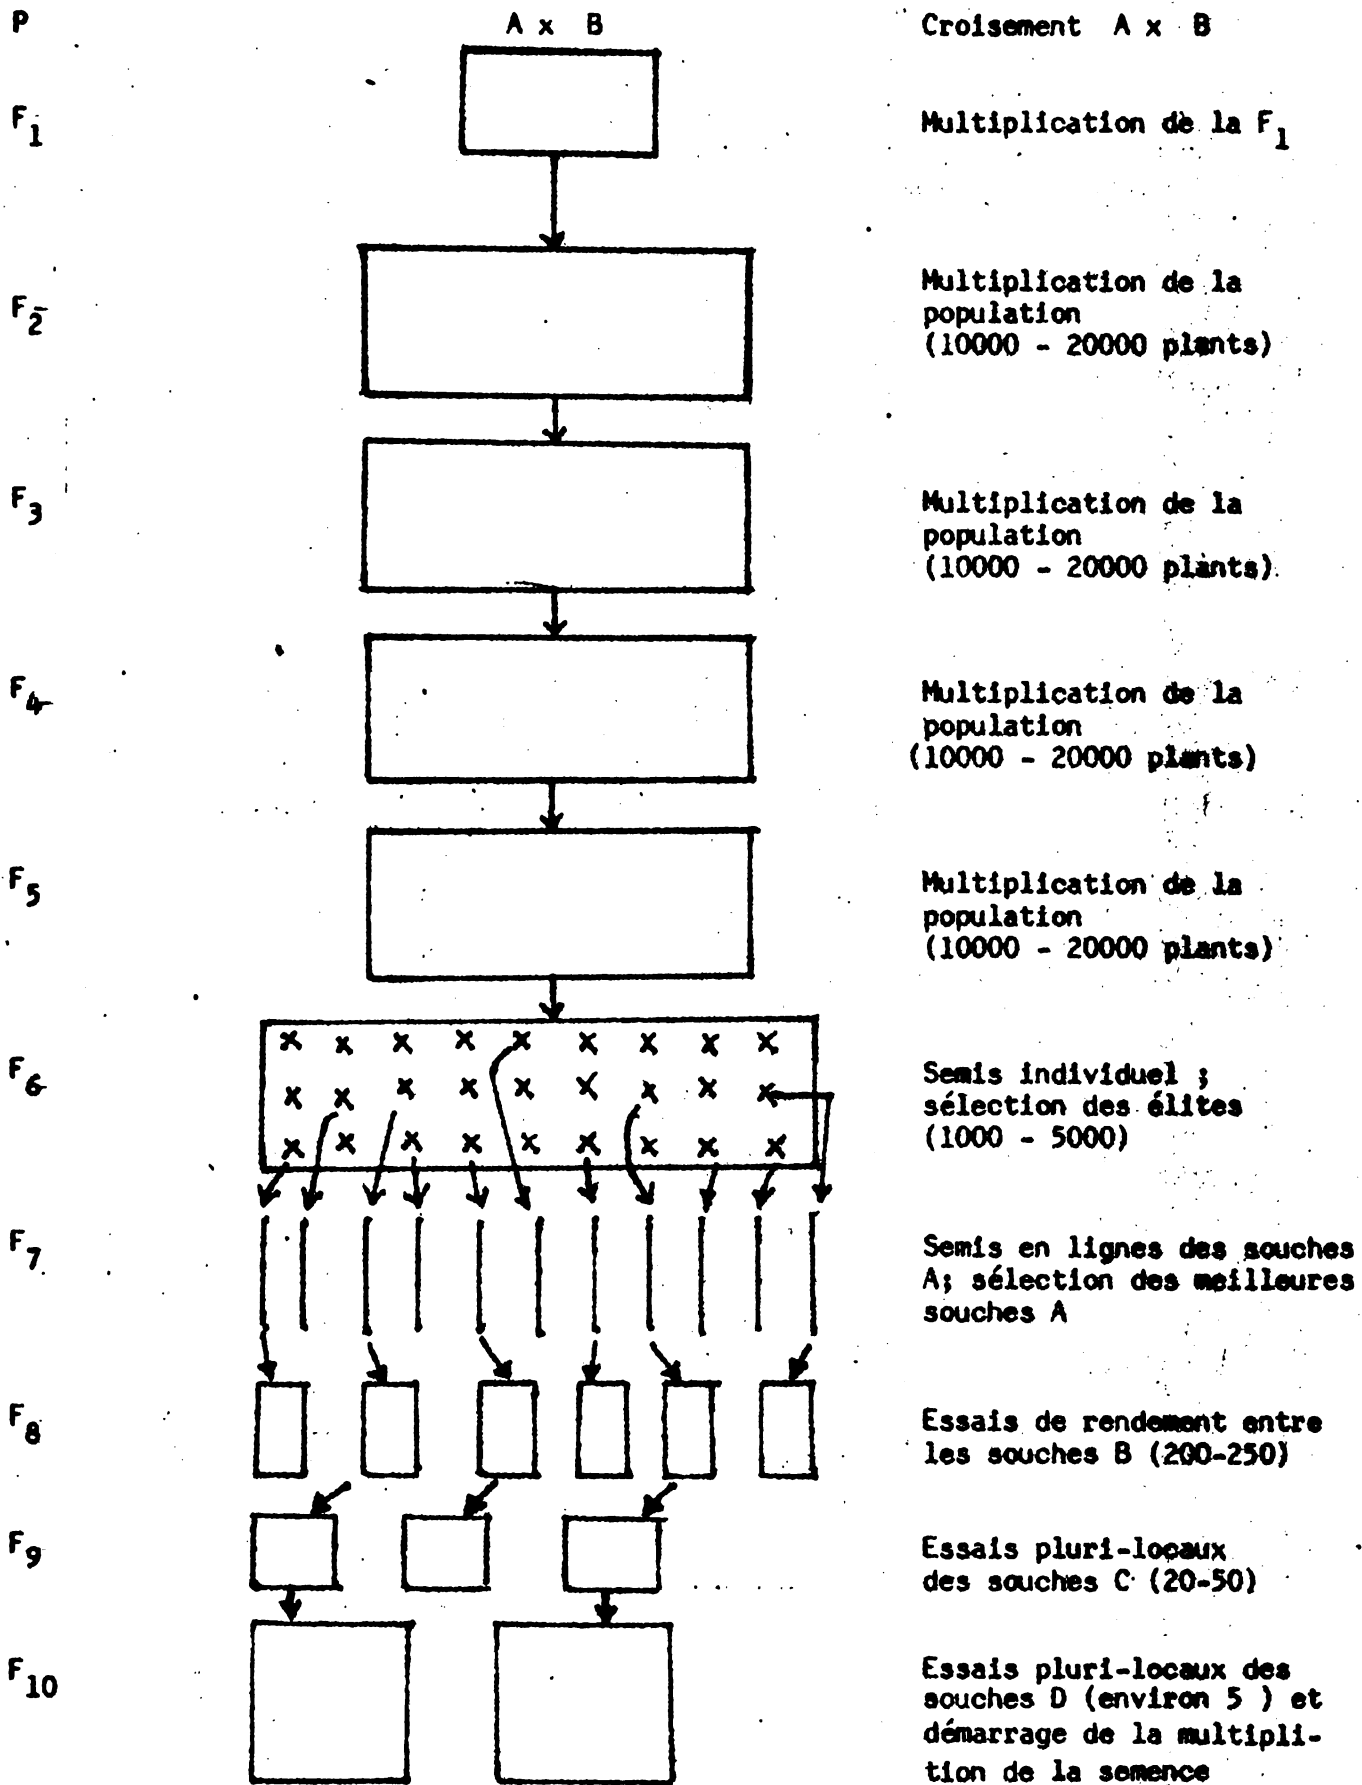 P A x B Croisement A x B
F1 Multiplication de la F1
F2 Multiplication de la
population
(10000 - 20000 plants)
F3 Multiplication de la
population
(10000 - 20000 plants)
F4 Multiplication de la
population
(10000 - 20000 plants)
F5 Multiplication de la
population
(10000 - 20000 plants)
x x x x x x x x x
F6 Semis individuel ;
x x x x x x x x x
sélection des élites
(1000 - 5000)
x x x x x x x x x
F7 Semis en lignes des souches
A; sélection des meilleures
souches A
F8 Essais de rendement entre
les souches B (200-250)
F9 Essais pluri-locaux
des souches C (20-50)
F10 Essais pluri-locaux des
souches D (environ 5 ) et
démarrage de la multipli-
tion de la semence